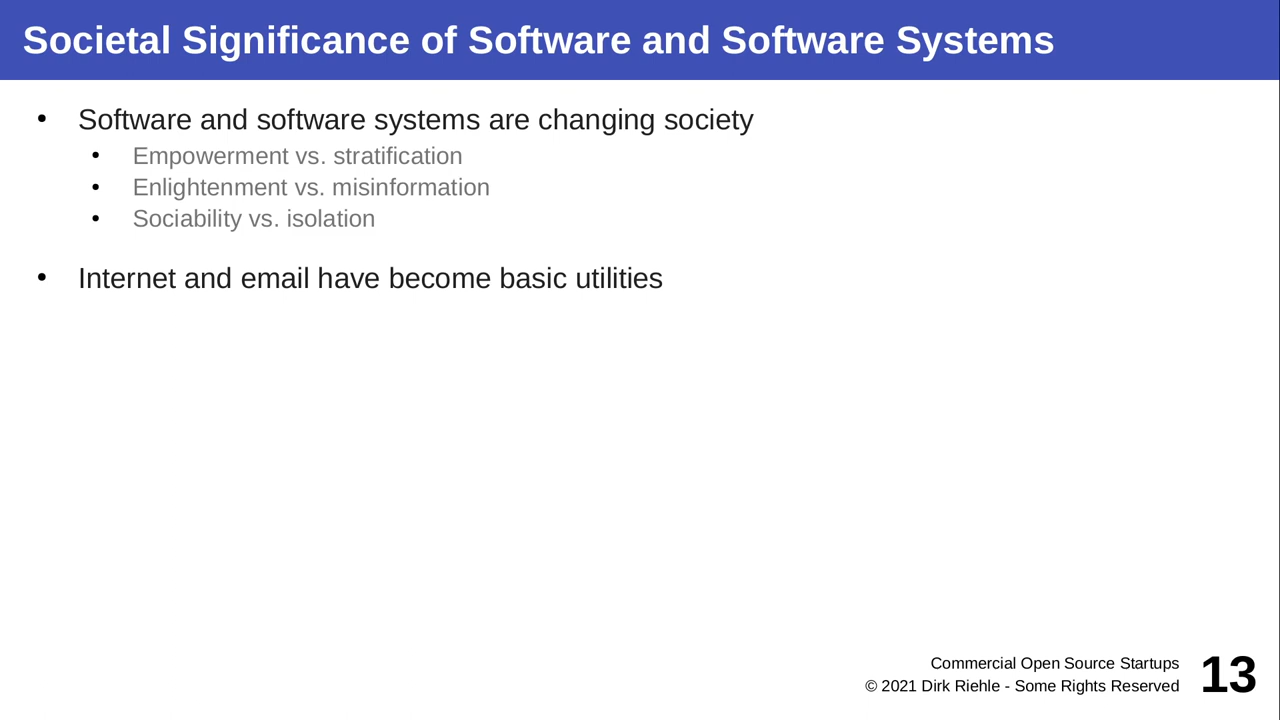 Societal Significance of Software and Software Systems
• Software and software systems are changing society
• Empowerment vs. stratification
• Enlightenment vs. misinformation
• Sociability vs. isolation
• Internet and email have become basic utilities
Commercial Open Source Startups
© 2021 Dirk Riehle - Some Rights Reserved
13